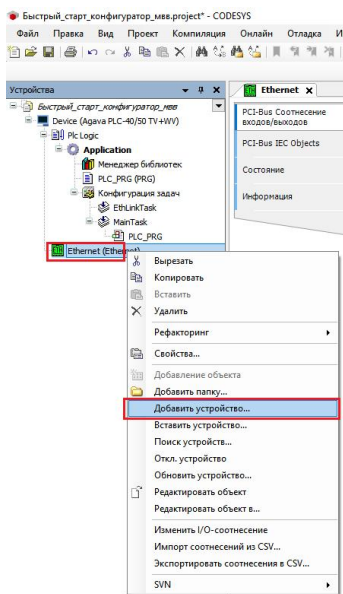 Быстрый_старт_конфигуратор_мвв.project* - CODESYS
Файл Правка Вид Проект Компиляция Онлайн Отладка И
Устройства
Быстрый_старт_конфигуратор_мвв
Device (Agava PLC-40/50 TV+WV)
Plc Logic
Application
Менеджер библиотек
PLC_PRG (PRG)
Конфигурация задач
EthLinkTask
MainTask
PLC_PRG
Ethernet (Ethernet)
Ethernet
PCI-Bus Соотнесение
входов/выходов
PCI-Bus IEC Objects
Состояние
Информация
Вырезать
Копировать
Вставить
Удалить
Рефакторинг
Свойства...
Добавление объекта
Добавить папку...
Добавить устройство...
Вставить устройство...
Поиск устройств...
Откл. устройство
Обновить устройство...
Редактировать объект
Редактировать объект в...
Изменить I/O-соотнесение
Импорт соотнесений из CSV...
Экспортировать соотнесения в CSV...
SVN